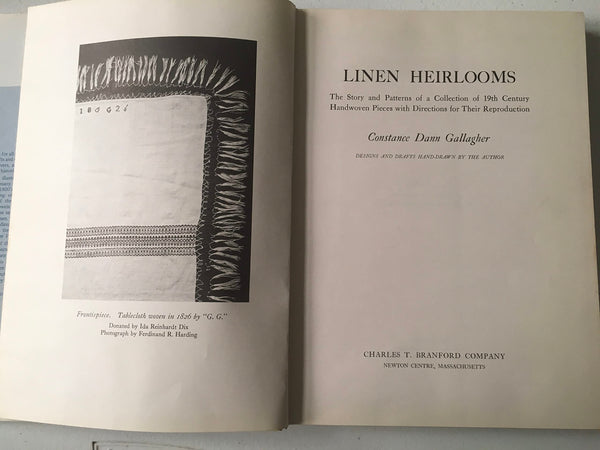 180 G26
Frontispiece. Tablecloth woven in 1826 by "G. G."
Donated by Ida Reinhardt Dix
Photograph by Ferdinand R. Harding
LINEN HEIRLOOMS
The Story and Patterns of a Collection of 19th Century
Handwoven Pieces with Directions for Their Reproduction
Constance Dann Gallagher
DESIGNS AND DRAFTS HAND-DRAWN BY THE AUTHOR
CHARLES T. BRANFORD COMPANY
NEWTON CENTRE, MASSACHUSETTS